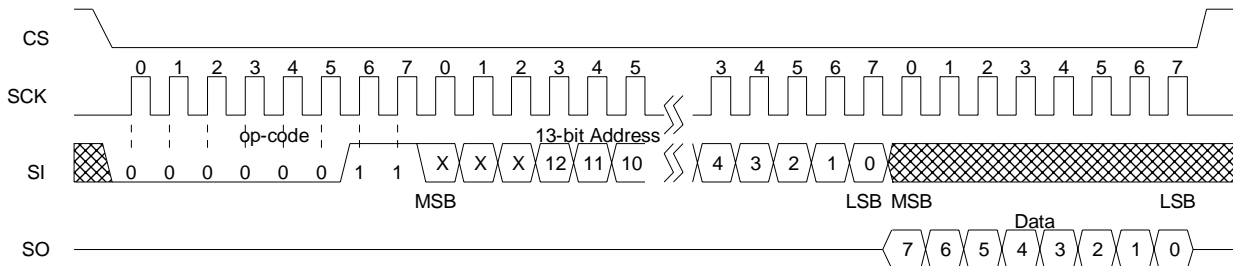 CS
0 1 2 3 4 5 6 7 0 1 2 3 4 5 3 4 5 6 7 0 1 2 3 4 5 6 7
SCK
op-code 13-bit Address
SI 0 0 0 0 0 0 1 1 X X X 12 11 10 4 3 2 1 0
MSB LSB MSB LSB
Data
SO 7 6 5 4 3 2 1 0